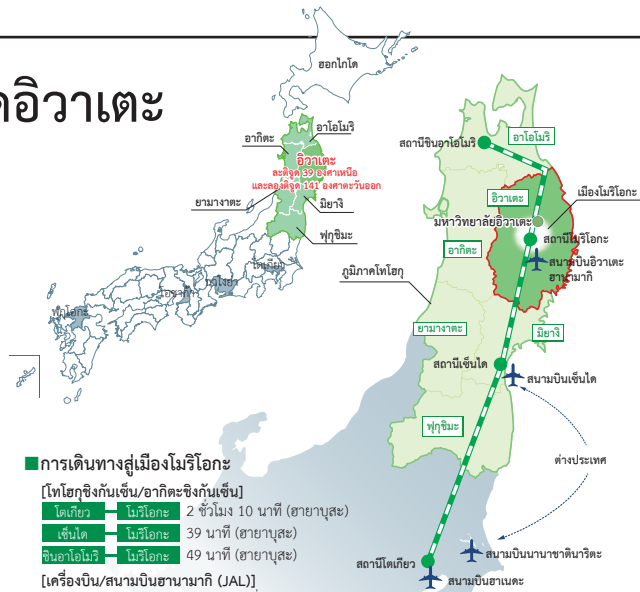 อิวาเตะ
ฮอกไกโด
อาโอโมริ
อากิตะ
อิวาเตะ
ละติจูด 39 องศาเหนือ
และลองติจูด 141 องศาตะวันออก
ยามางาตะ
มิยางิ
ฟุกุชิมะ
โตเกียว
นาโงยา
โอซาก้า
ฟุกุโอกะ
สถานีชินอาโอโมริ
อาโอโมริ
อิวาเตะ
เมืองโมริโอกะ
มหาวิทยาลัยอิวาเตะ
สถานีโมริโอกะ
อากิตะ
สนามบินอิวาเตะ
ฮานามากิ
ภูมิภาคโทโฮกุ
ยามางาตะ
มิยางิ
สถานีเซ็นได
สนามบินเซ็นได
ฟุกุชิมะ
ต่างประเทศ
สนามบินนานาชาตินาริตะ
สถานีโตเกียว
สนามบินฮาเนดะ
การเดินทางสู่เมืองโมริโอกะ
[โทโฮกุชิงกันเซ็น/อากิตะชิงกันเซ็น]
โตเกียว โมริโอกะ 2 ชั่วโมง 10 นาที (ฮายาบุสะ)
เซ็นได โมริโอกะ 39 นาที (ฮายาบุสะ)
ชินอาโอโมริ โมริโอกะ 49 นาที (ฮายาบุสะ)
[เครื่องบิน/สนามบินฮานามากิ (JAL)]